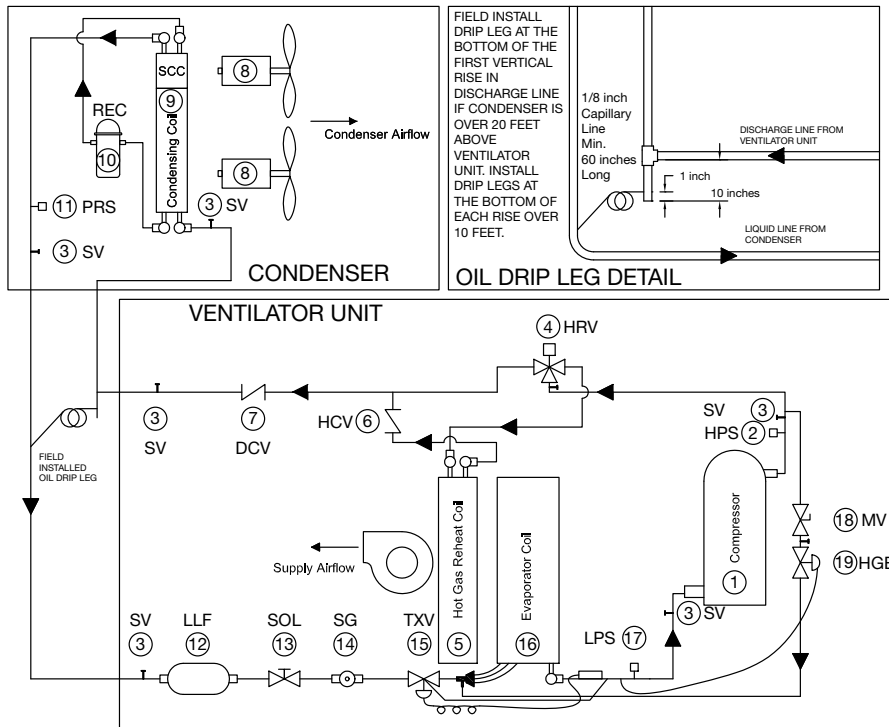 SCC
9
Condensing Coil
REC
10
8
8
Condenser Airflow
11 PRS
3 SV
3 SV
CONDENSER
FIELD INSTALL
DRIP LEG AT THE
BOTTOM OF THE
FIRST VERTICAL
RISE IN
DISCHARGE LINE
IF CONDENSER IS
OVER 20 FEET
ABOVE
VENTILATOR
UNIT. INSTALL
DRIP LEGS AT
THE BOTTOM OF
EACH RISE OVER
10 FEET.
1/8 inch
Capillary
Line
Min.
60 inches
Long
DISCHARGE LINE FROM
VENTILATOR UNIT
1 inch
10 inches
LIQUID LINE FROM
CONDENSER
OIL DRIP LEG DETAIL
VENTILATOR UNIT
4 HRV
3
SV
7
DCV
HCV 6
SV 3
HPS 2
FIELD
INSTALLED
OIL DRIP LEG
Supply Airflow
Hot Gas Reheat Coil
5
Evaporator Coil
16
Compressor
1
18 MV
19 HGB
3 SV
LPS 17
SV
3
LLF
12
SOL
13
SG
14
TXV
15